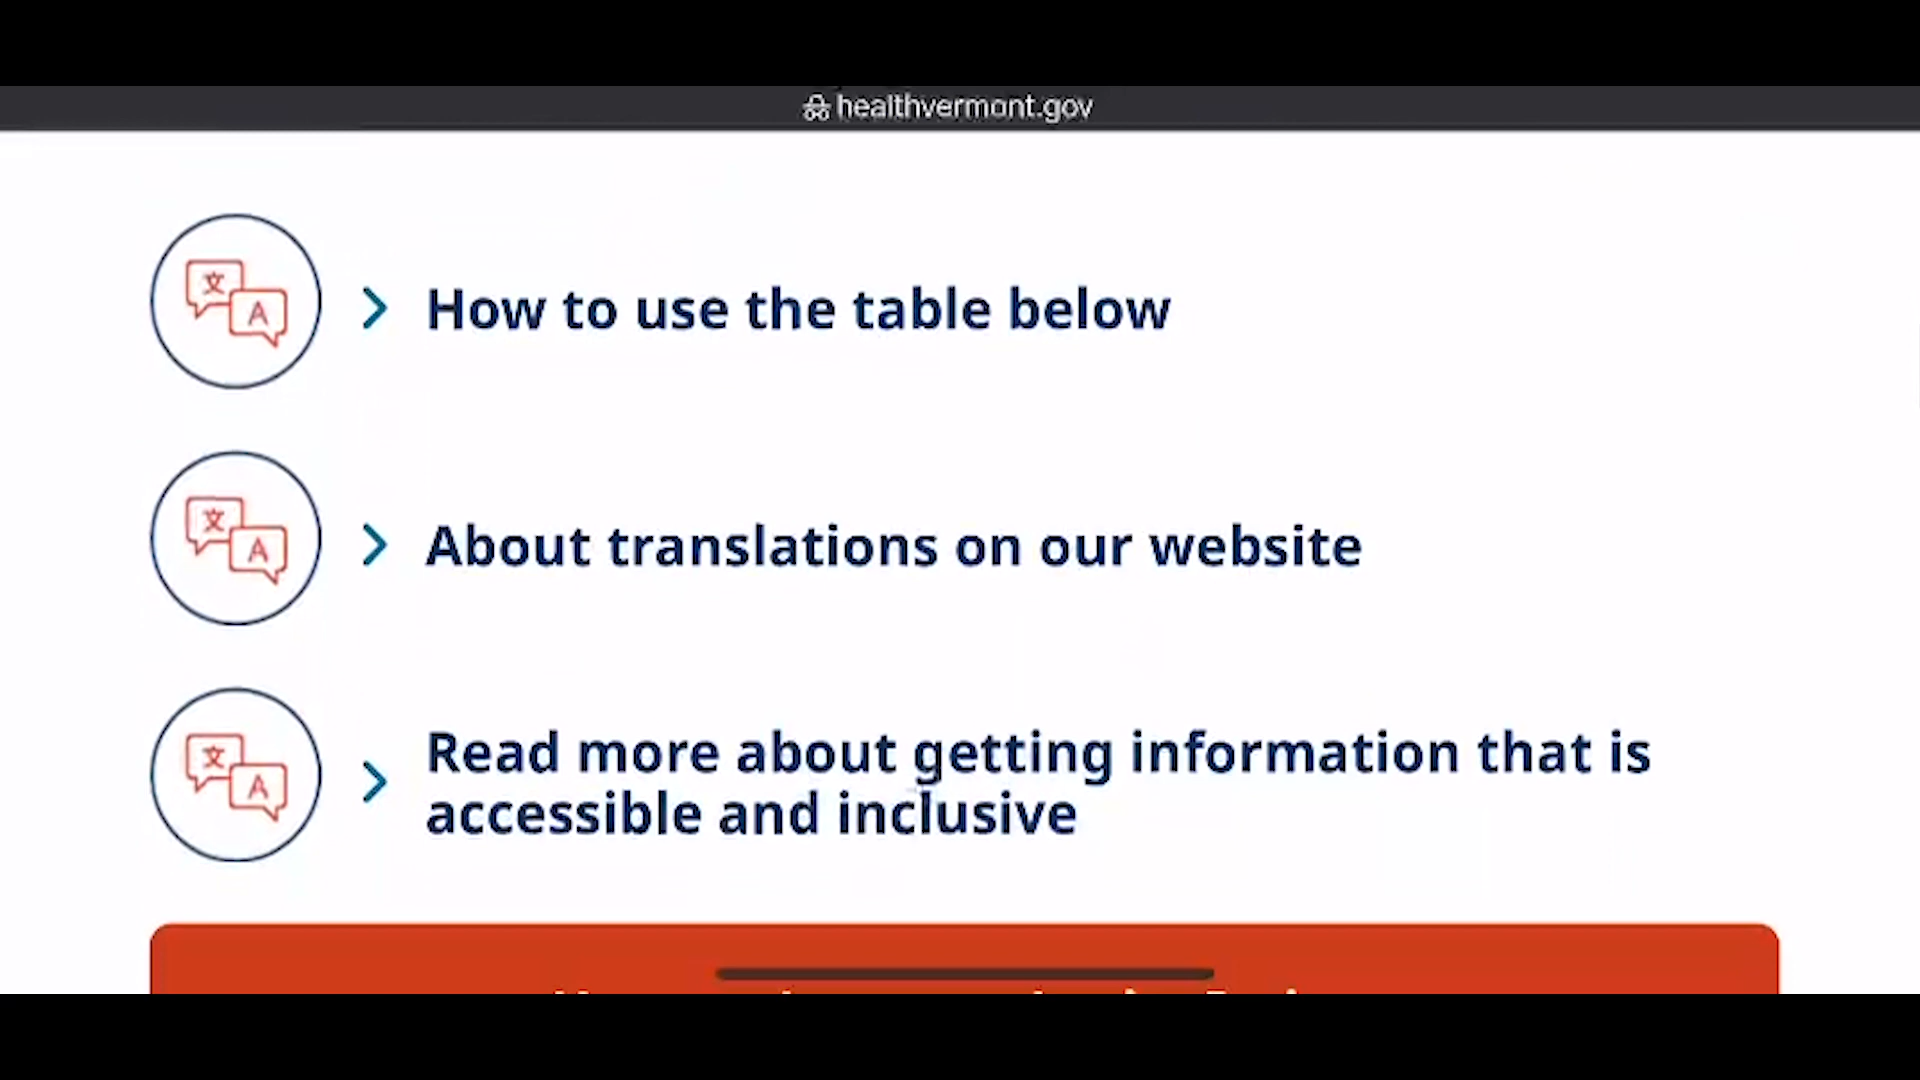 healthvermont.gov
文
A
How to use the table below
文
A
About translations on our website
文
A
Read more about getting information that is
accessible and inclusive